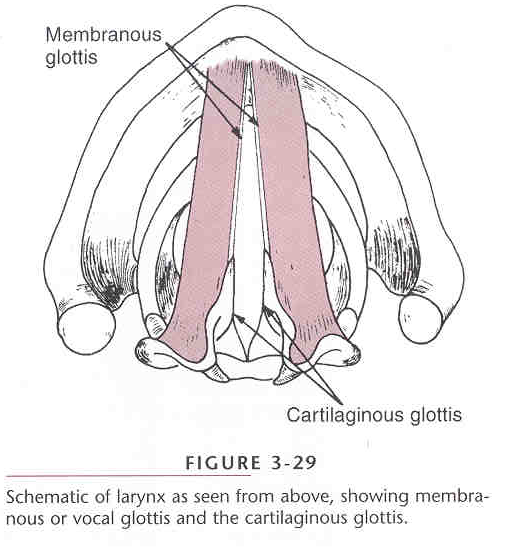 Membranous
glottis
Cartilaginous glottis
FIGURE 3-29
Schematic of larynx as seen from above, showing membra-
nous or vocal glottis and the cartilaginous glottis.